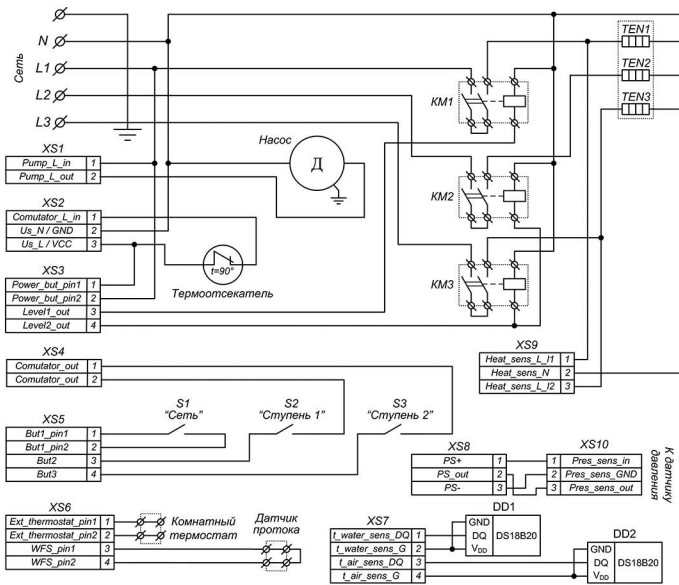 Сеть
N
L1
L2
L3
TEN1
TEN2
TEN3
КМ1
КМ2
КМ3
Насос
Д
XS1
Pump_L_in 1
Pump_L_out 2
XS2
Comutator_L_in 1
Us_N / GND 2
Us_L / VCC 3
t=90°
Термоотсекатель
XS3
Power_but_pin1 1
Power_but_pin2 2
Level1_out 3
Level2_out 4
XS9
Heat_sens_L_I1 1
Heat_sens_N 2
Heat_sens_L_I2 3
XS4
Comutator_out 1
Comutator_out 2
S1
"Сеть"
S2
"Ступень 1"
S3
"Ступень 2"
XS5
But1_pin1 1
But1_pin2 2
But2 3
But3 4
XS8
PS+ 1
PS_out 2
PS- 3
XS10
1 Pres_sens_in
2 Pres_sens_GND
3 Pres_sens_out
К датчику
давления
XS6
Ext_thermostat_pin1 1
Ext_thermostat_pin2 2
WFS_pin1 3
WFS_pin2 4
Комнатный
термостат
Датчик
протока
XS7
t_water_sens_DQ 1
t_water_sens_G 2
t_air_sens_DQ 3
t_air_sens_G 4
DD1
GND
DQ
VDD
DS18B20
DD2
GND
DQ
VDD
DS18B20